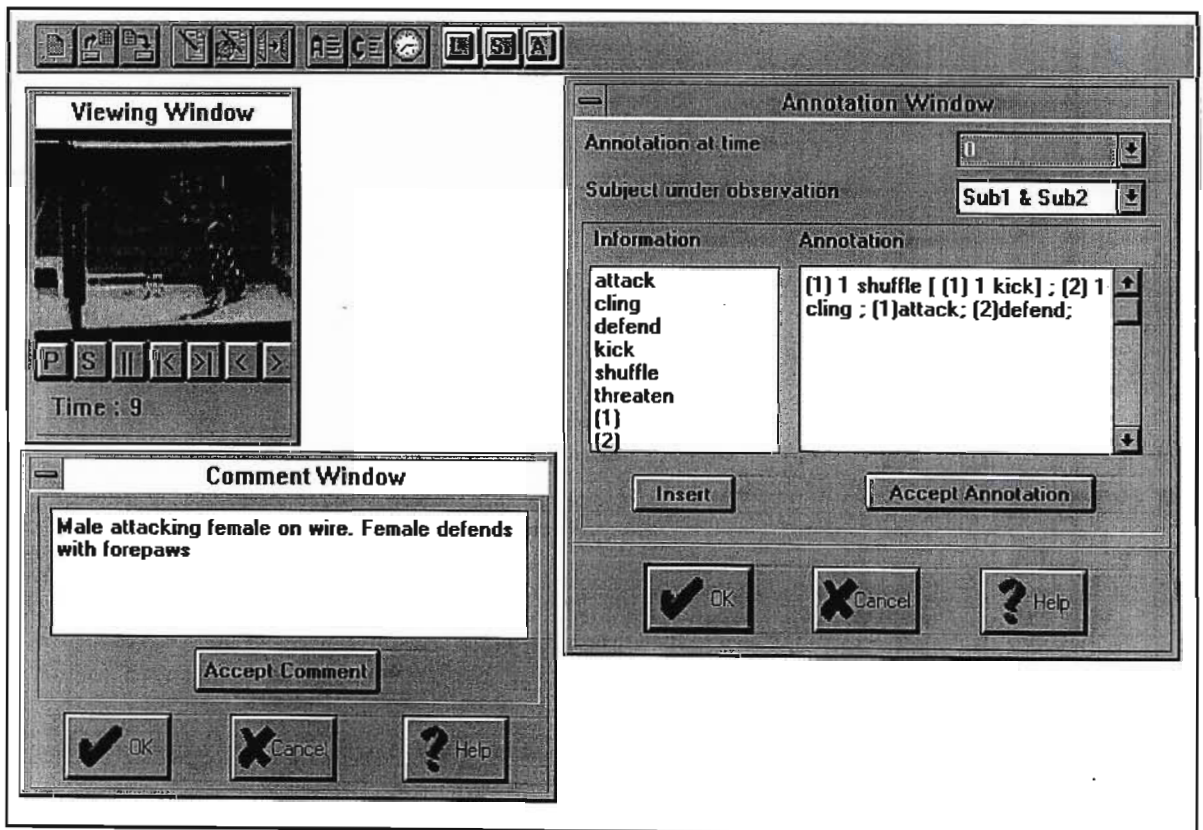 Viewing Window
P S || |< >| < >
Time : 9
Comment Window
Male attacking female on wire. Female defends
with forepaws
Accept Comment
OK Cancel Help
Annotation Window
Annotation at time 0
Subject under observation Sub1 & Sub2
Information Annotation
attack
cling
defend
kick
shuffle
threaten
(1)
(2)
(1) 1 shuffle [ (1) 1 kick] ; (2) 1
cling ; (1)attack; (2)defend;
Insert Accept Annotation
OK Cancel Help